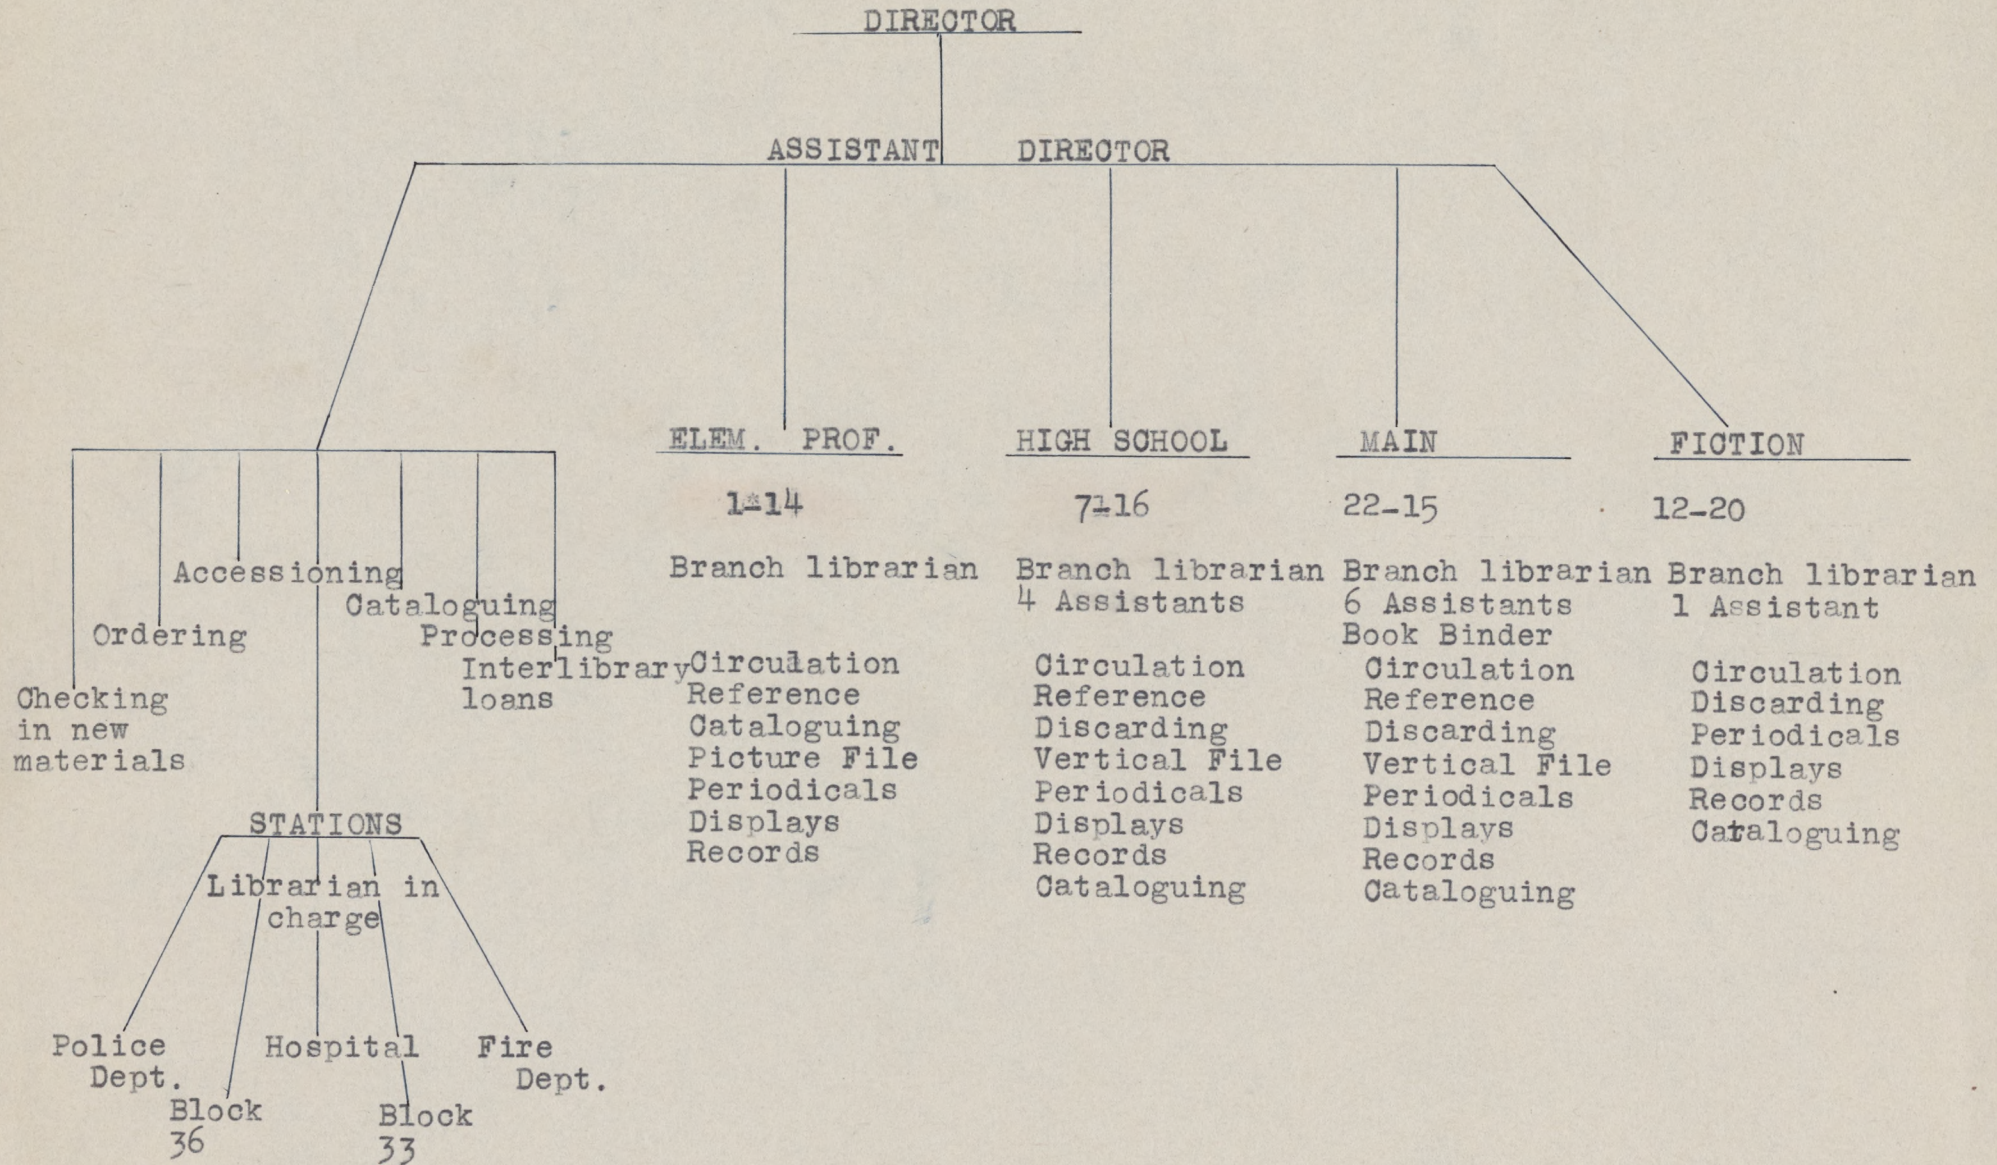 DIRECTOR
ASSISTANT DIRECTOR
Accessioning
Cataloguing
Ordering
Processing
Interlibrary
loans
Checking
in new
materials
STATIONS
Librarian in
charge
Police
Dept.
Block
36
Hospital
Block
33
Fire
Dept.
ELEM. PROF.
1-14
Branch librarian
Circulation
Reference
Cataloguing
Picture File
Periodicals
Displays
Records
HIGH SCHOOL
7-16
Branch librarian
4 Assistants
Circulation
Reference
Discarding
Vertical File
Periodicals
Displays
Records
Cataloguing
MAIN
22-15
Branch librarian
6 Assistants
Book Binder
Circulation
Reference
Discarding
Vertical File
Periodicals
Displays
Records
Cataloguing
FICTION
12-20
Branch librarian
1 Assistant
Circulation
Discarding
Periodicals
Displays
Records
Cataloguing